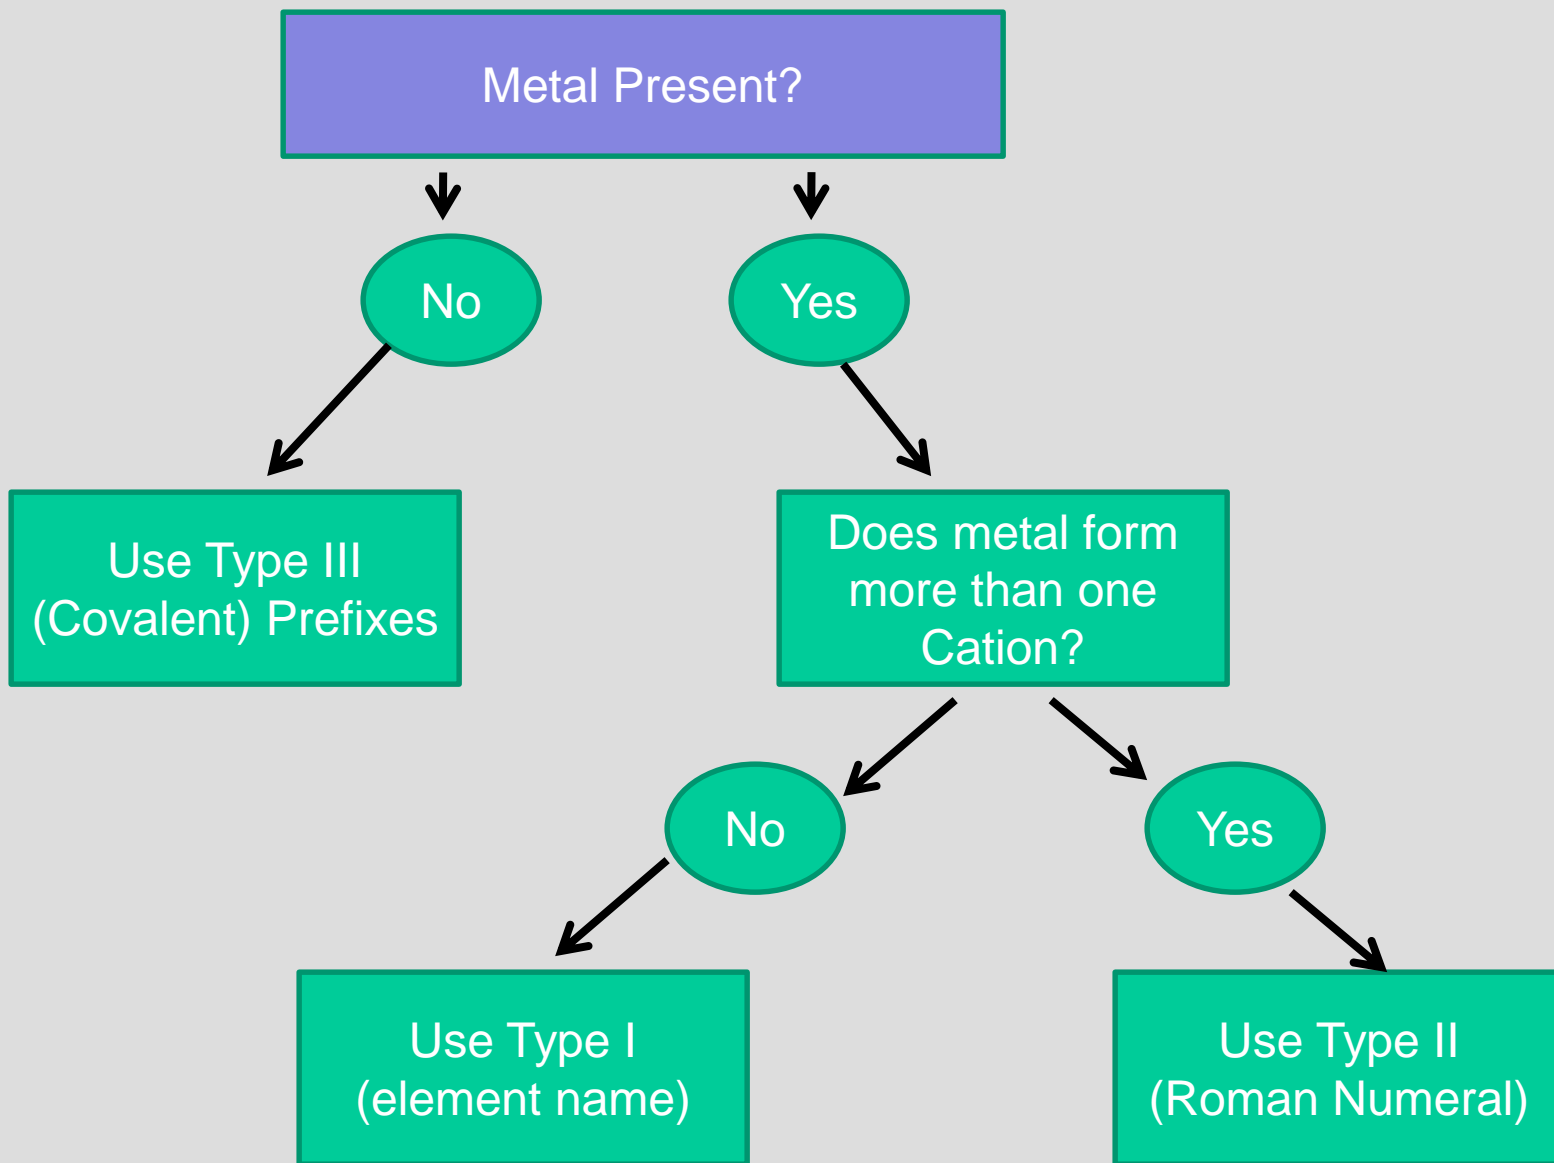 Metal Present?
No
Yes
Use Type III
(Covalent) Prefixes
Does metal form
more than one
Cation?
No
Yes
Use Type I
(element name)
Use Type II
(Roman Numeral)